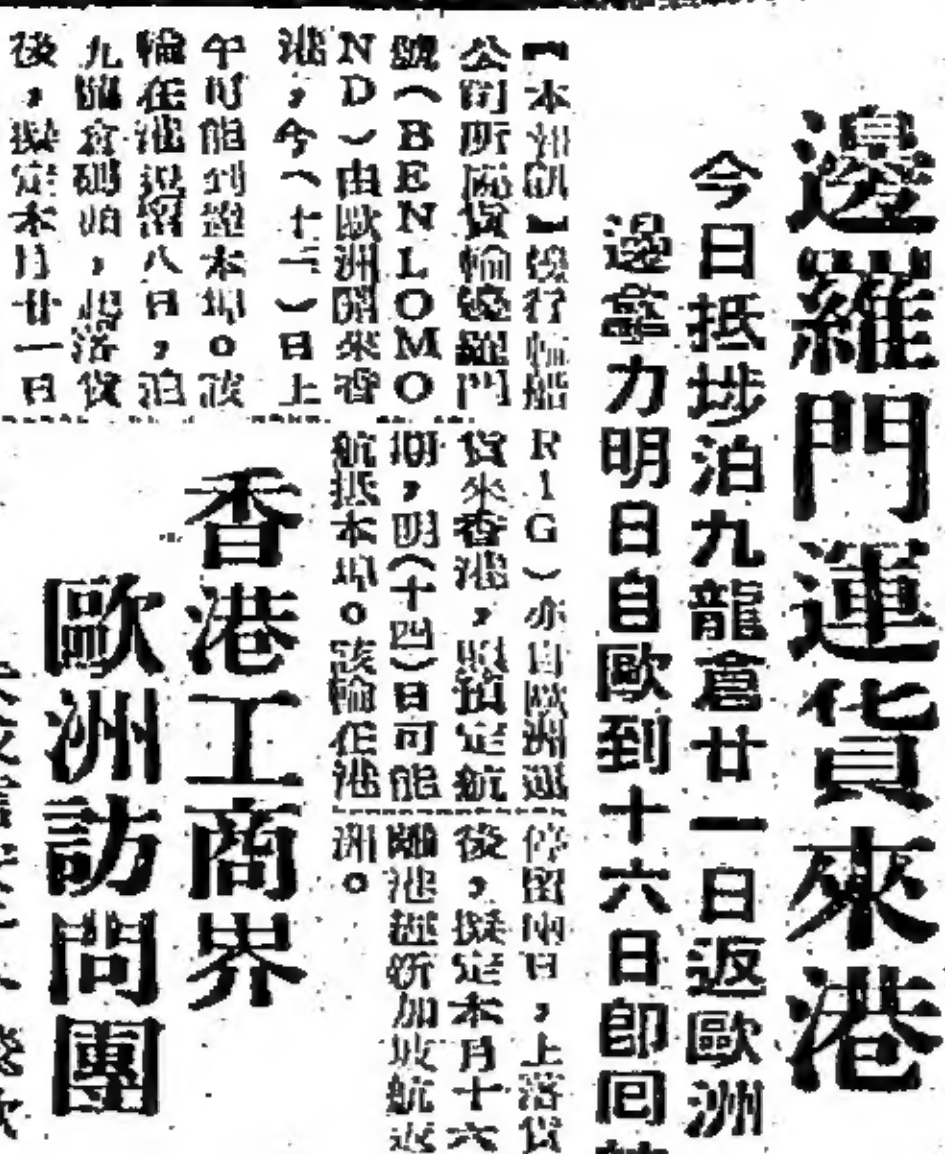 邊羅門運貨來港
今日抵埗泊九龍倉廿一日返歐洲
邊寧力明日自歐到十六日卽囘
【本報訊】邊行輪船
公司所屬貨輪邊羅門
號(BENLOMO
ND)由歐洲開來香
港,今(十三)日上
午可能到達本埠。該
輪在港逗留八日,泊
九龍倉碼頭,起落貨
後,擬定本月廿一日
RIG)亦自歐洲運
貨來香港,照預定航
期,明(十四)日可能
航抵本埠。該輪在港
停留兩日,上落貨
後,擬定本月十六
離港經新加坡航返
洲。
香港工商界
歐洲訪問團